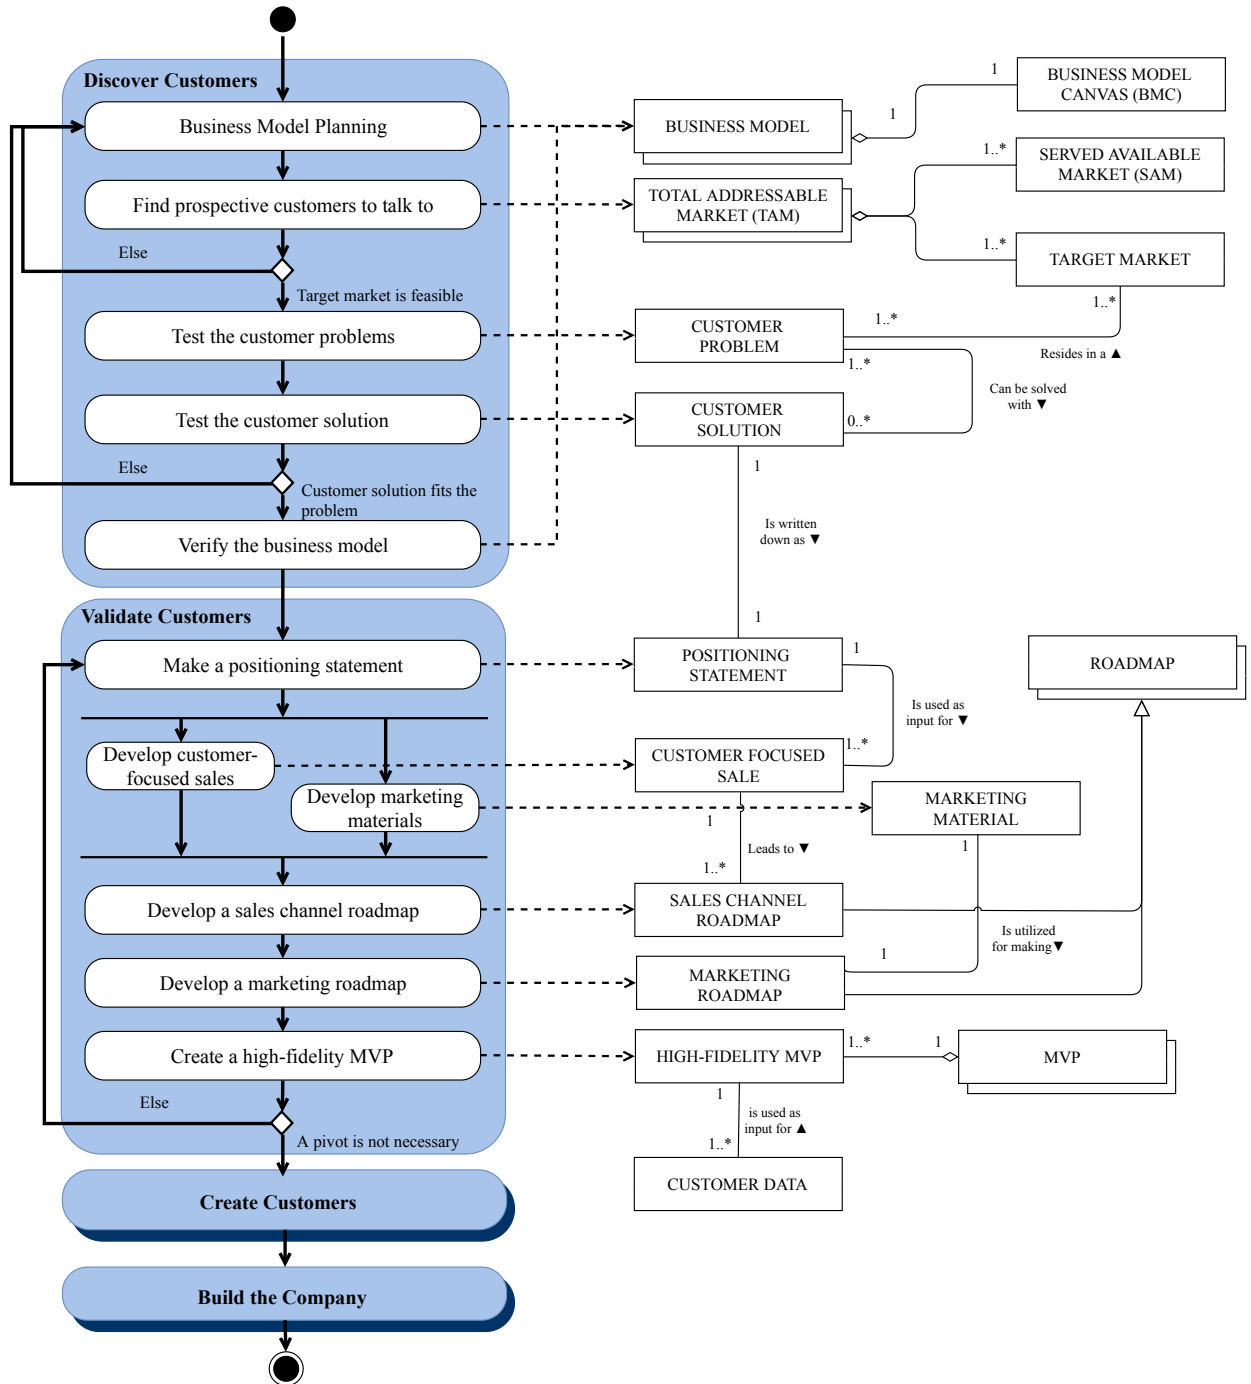 Discover Customers
Business Model Planning
Find prospective customers to talk to
Else
Target market is feasible
Test the customer problems
Test the customer solution
Else
Customer solution fits the
problem
Verify the business model
Validate Customers
Make a positioning statement
Develop customer-
focused sales
Develop marketing
materials
Develop a sales channel roadmap
Develop a marketing roadmap
Create a high-fidelity MVP
Else
A pivot is not necessary
Create Customers
Build the Company
BUSINESS MODEL
1
1
BUSINESS MODEL
CANVAS (BMC)
TOTAL ADDRESSABLE
MARKET (TAM)
1..*
SERVED AVAILABLE
MARKET (SAM)
1..*
TARGET MARKET
1..*
CUSTOMER
PROBLEM
1..*
Resides in a ▲
1..*
Can be solved
with ▼
CUSTOMER
SOLUTION
0..*
1
Is written
down as ▼
1
POSITIONING
STATEMENT
1
Is used as
input for ▼
1..*
CUSTOMER FOCUSED
SALE
ROADMAP
MARKETING
MATERIAL
1
1
Leads to ▼
1..*
SALES CHANNEL
ROADMAP
Is utilized
for making▼
1
MARKETING
ROADMAP
HIGH-FIDELITY MVP
1..*
1
MVP
1
is used as
input for ▲
1..*
CUSTOMER DATA